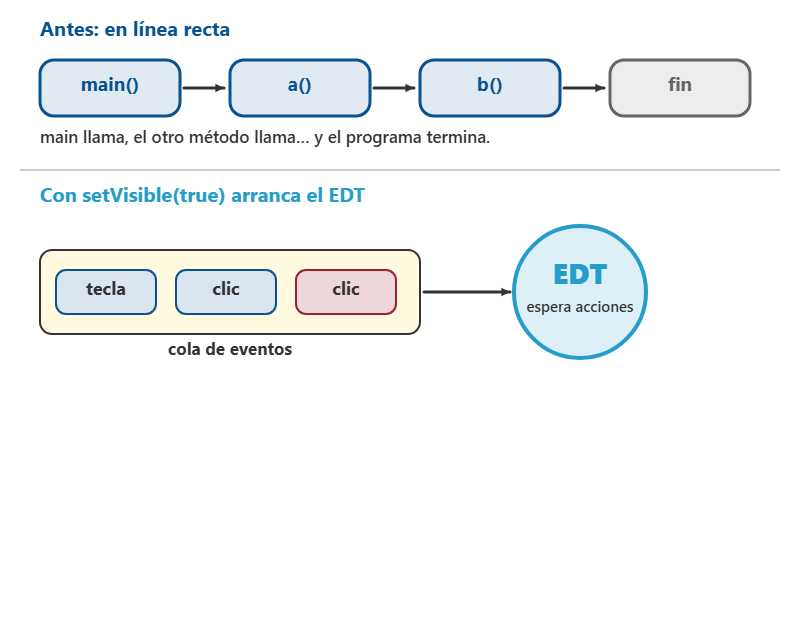 Antes: en línea recta
main()
a()
b()
fin
main llama, el otro método llama... y el programa termina.
Con setVisible(true) arranca el EDT
tecla
clic
clic
EDT
espera acciones
cola de eventos